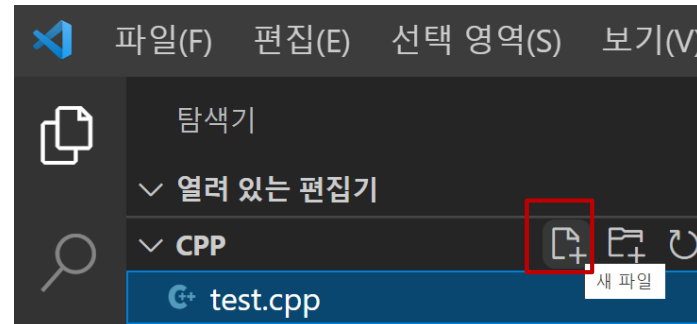 파일(F) 편집(E) 선택 영역(S) 보기(V)
탐색기
열려 있는 편집기
CPP
새 파일
test.cpp